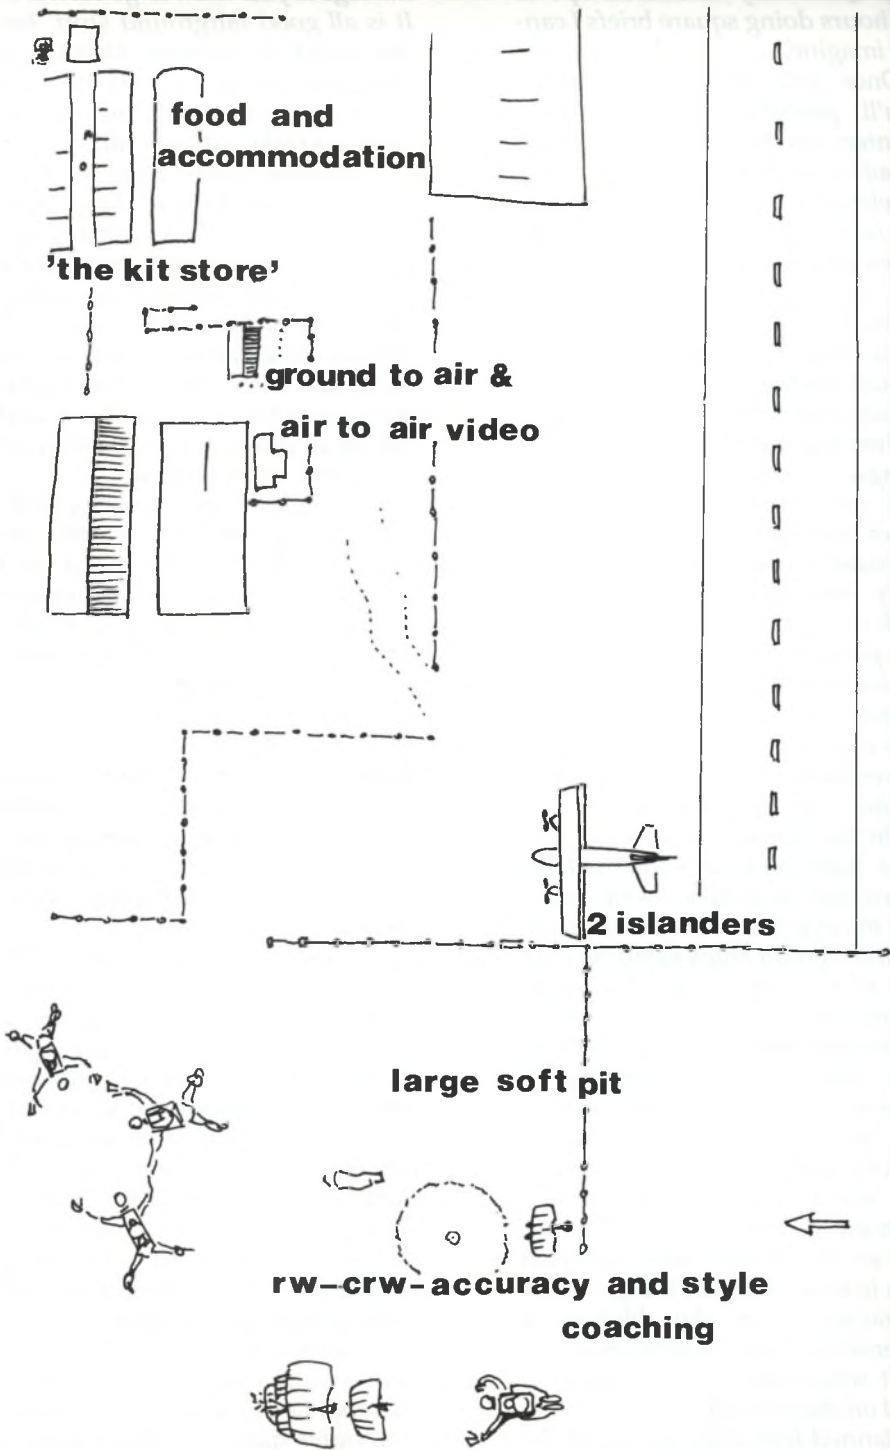 food and
accommodation
'the kit store'
ground to air &
air to air video
2 islanders
large soft pit
rw-crw-accuracy and style
coaching